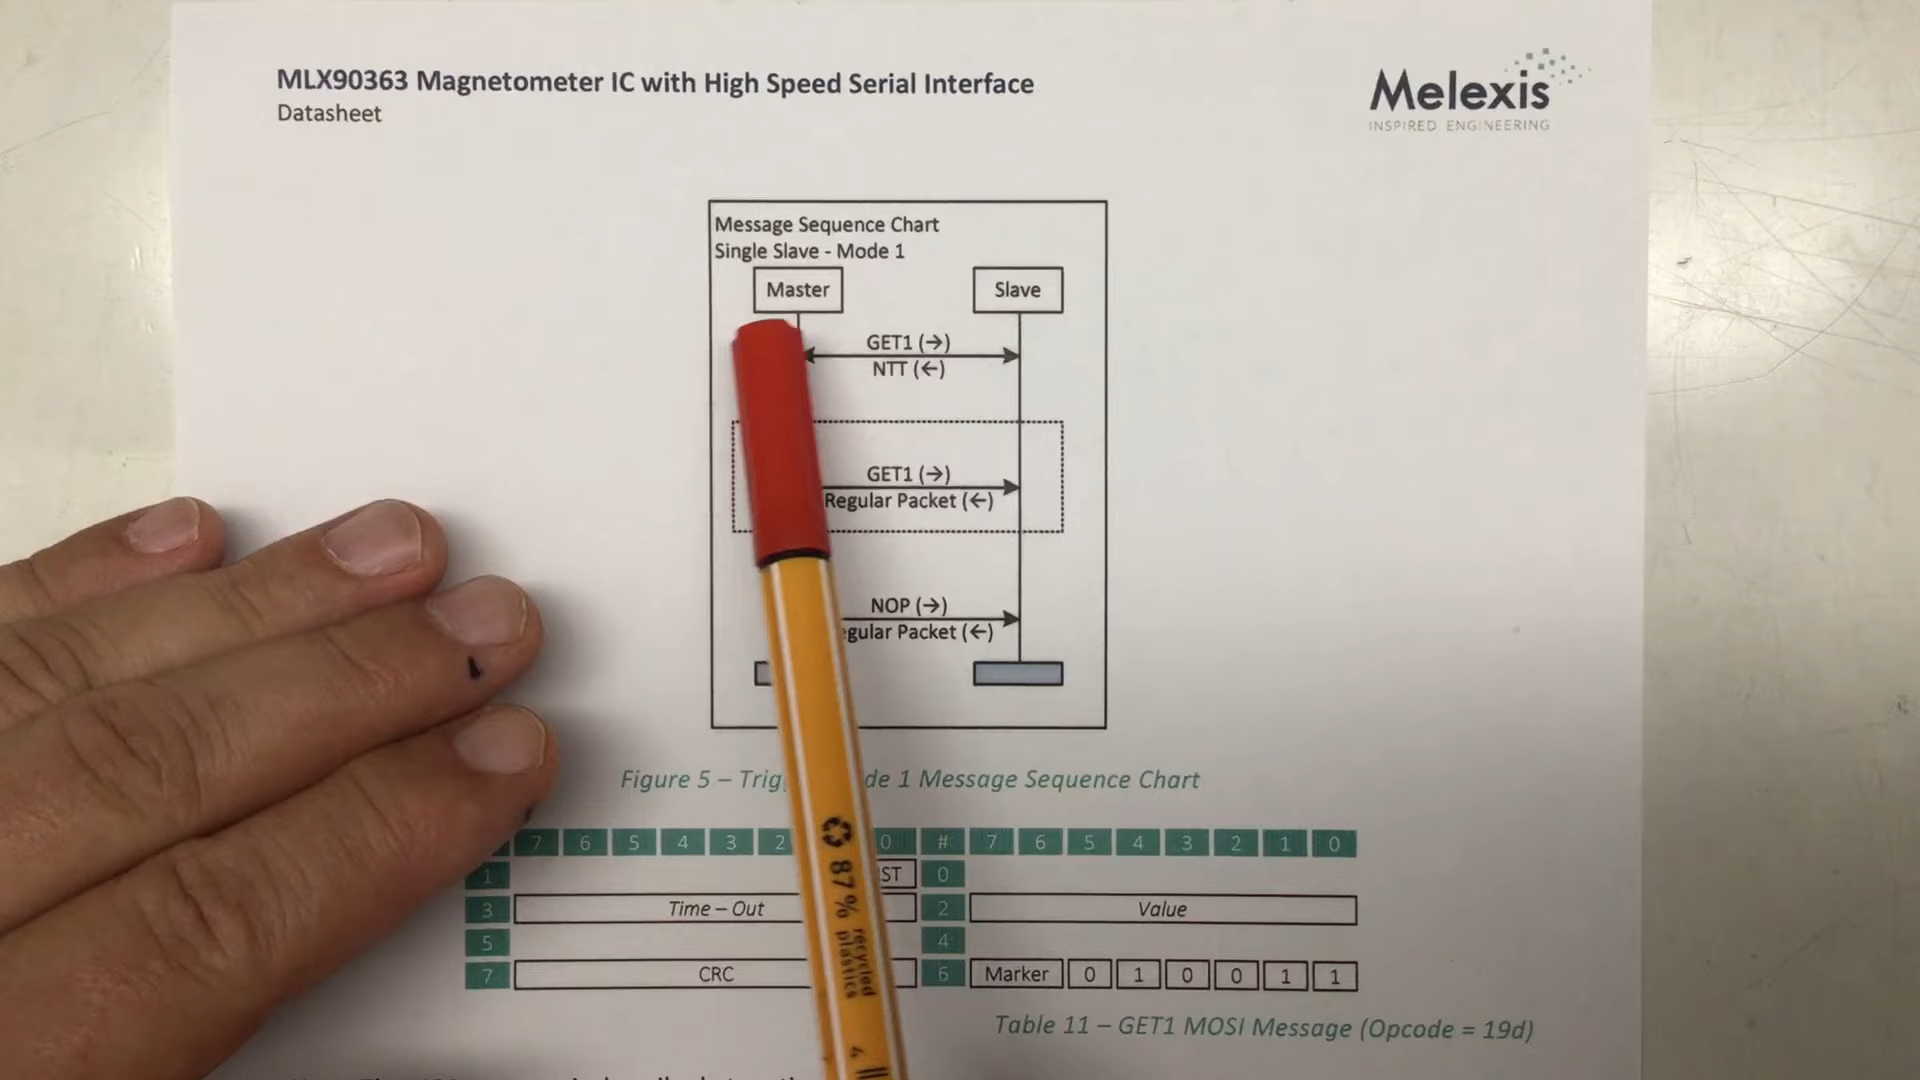 MLX90363 Magnetometer IC with High Speed Serial Interface
Datasheet
Melexis
INSPIRED ENGINEERING
Message Sequence Chart
Single Slave - Mode 1
Master Slave
GET1 (→)
NTT (←)
GET1 (→)
Regular Packet (←)
NOP (→)
egular Packet (←)
Figure 5 – Trig de 1 Message Sequence Chart
7 6 5 4 3 2 0 # 7 6 5 4 3 2 1 0
1 ST 0
3 Time – Out 2 Value
5 4
7 CRC 6 Marker 0 1 0 0 1 1
Table 11 – GET1 MOSI Message (Opcode = 19d)
87% recycled
plastics